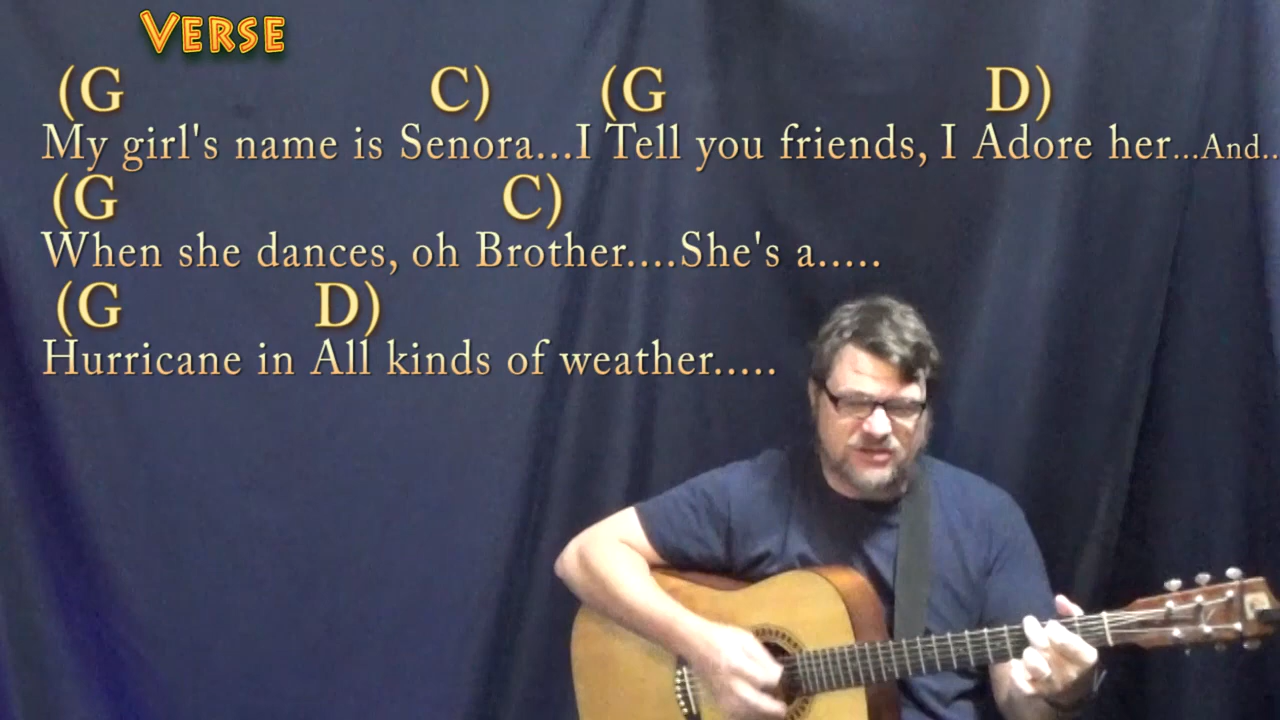 VERSE
(G C) (G D)
My girl's name is Senora...I Tell you friends, I Adore her...And..
(G C)
When she dances, oh Brother....She's a.....
(G D)
Hurricane in All kinds of weather.....